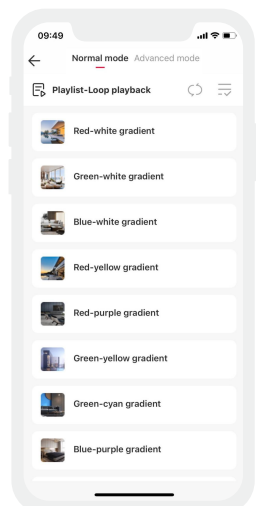 09:49
Normal mode Advanced mode
Playlist-Loop playback
Red-white gradient
Green-white gradient
Blue-white gradient
Red-yellow gradient
Red-purple gradient
Green-yellow gradient
Green-cyan gradient
Blue-purple gradient